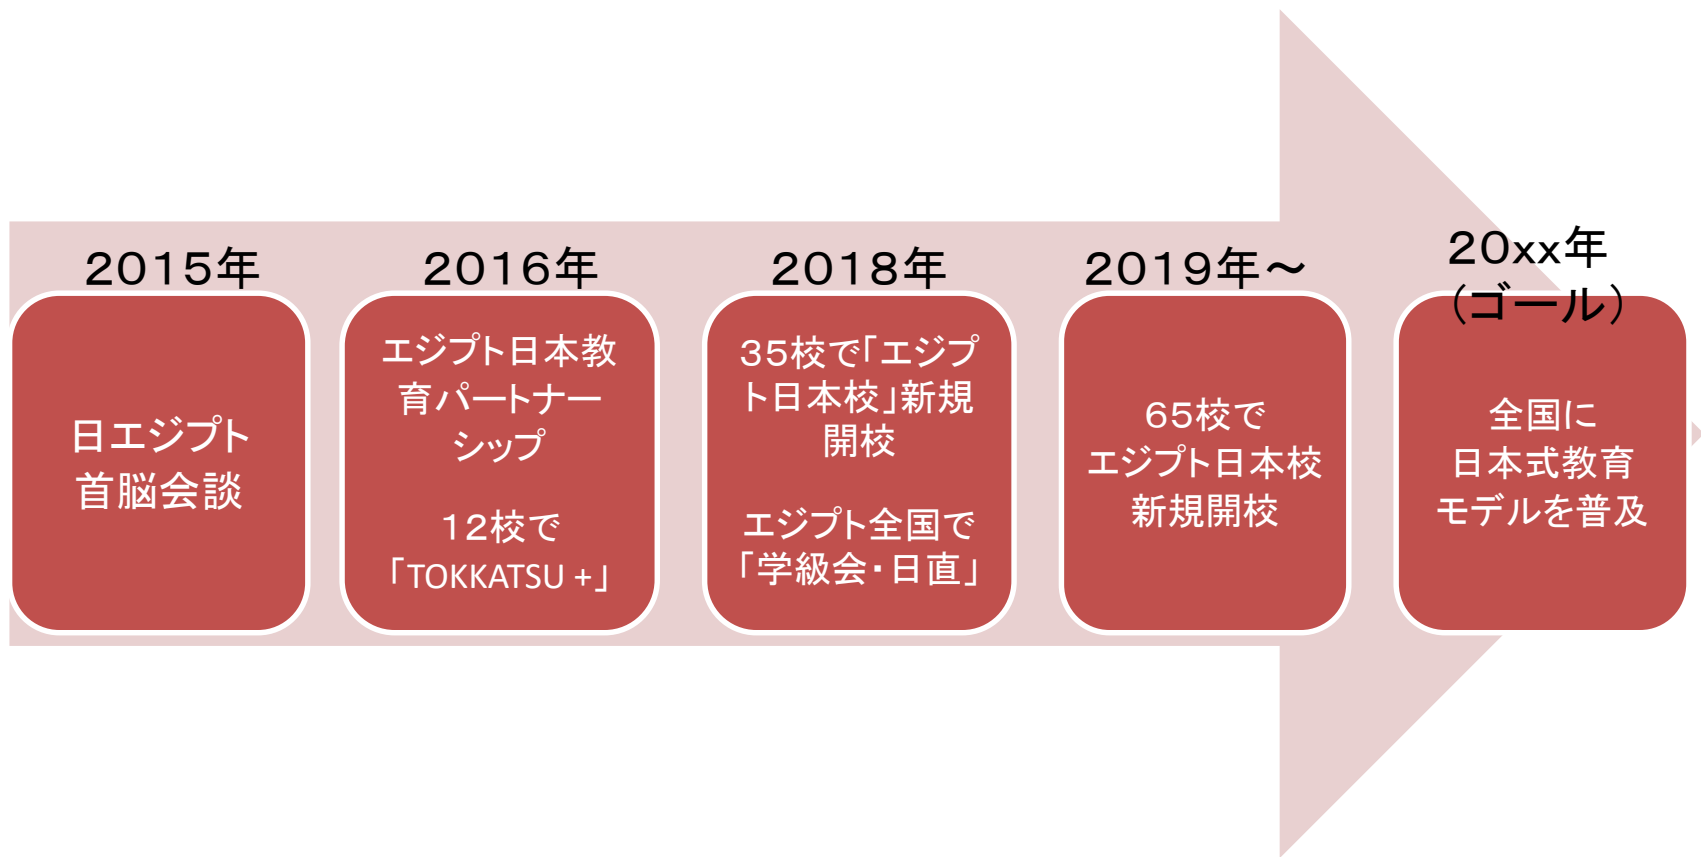 ２０１５年
日エジプト
首脳会談
２０１６年
エジプト日本教
育パートナー
シップ
１２校で
「TOKKATSU +」
２０１８年
３５校で「エジプ
ト日本校」新規
開校
エジプト全国で
「学級会・日直」
２０１９年～
６５校で
エジプト日本校
新規開校
２０xx年
（ゴール）
全国に
日本式教育
モデルを普及